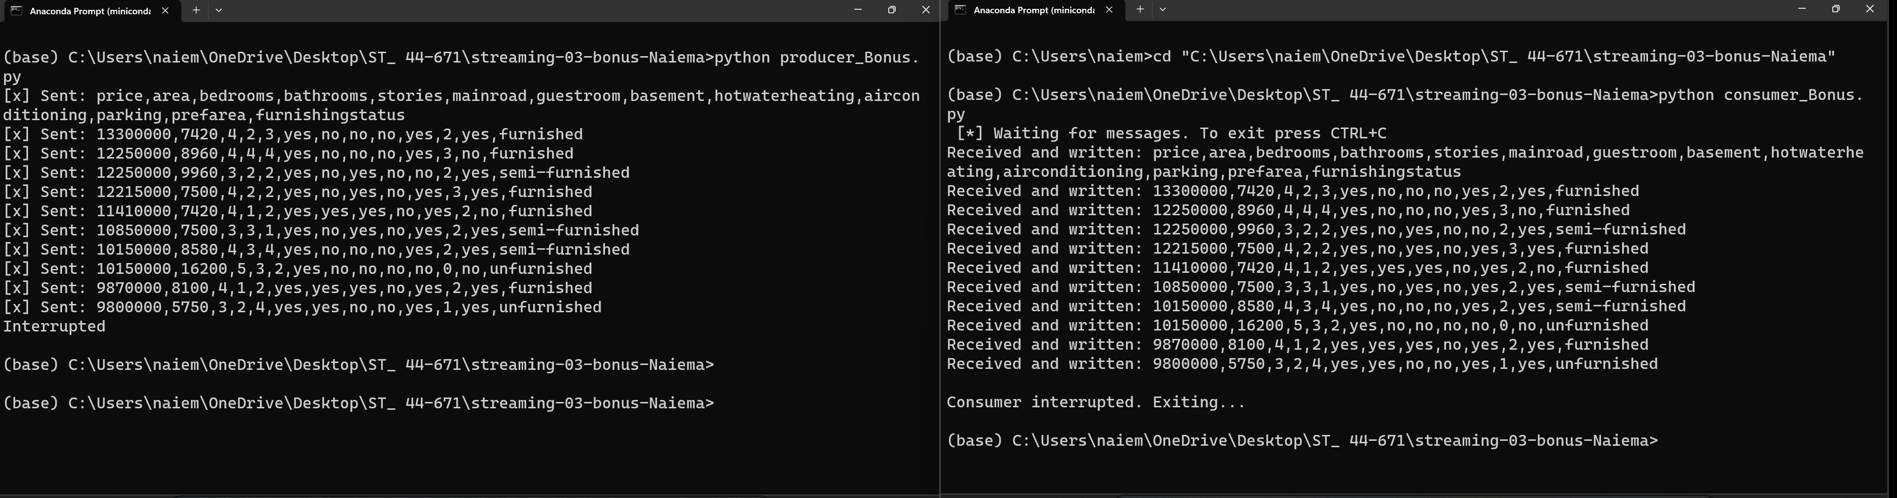 Anaconda Prompt (miniconda
(base) C:\Users\naiem\OneDrive\Desktop\ST_ 44-671\streaming-03-bonus-Naiema>python producer_Bonus.
py
[x] Sent: price,area,bedrooms,bathrooms,stories,mainroad,guestroom,basement,hotwaterheating,aircon
ditioning,parking,prefarea,furnishingstatus
[x] Sent: 13300000,7420,4,2,3,yes,no,no,no,yes,2,yes,furnished
[x] Sent: 12250000,8960,4,4,4,yes,no,no,no,yes,3,no,furnished
[x] Sent: 12250000,9960,3,2,2,yes,no,yes,no,no,2,yes,semi-furnished
[x] Sent: 12215000,7500,4,2,2,yes,no,yes,no,yes,3,yes,furnished
[x] Sent: 11410000,7420,4,1,2,yes,yes,yes,no,yes,2,no,furnished
[x] Sent: 10850000,7500,3,3,1,yes,no,yes,no,yes,2,yes,semi-furnished
[x] Sent: 10150000,8580,4,3,4,yes,no,no,no,yes,2,yes,semi-furnished
[x] Sent: 10150000,16200,5,3,2,yes,no,no,no,no,0,no,unfurnished
[x] Sent: 9870000,8100,4,1,2,yes,yes,yes,no,yes,2,yes,furnished
[x] Sent: 9800000,5750,3,2,4,yes,yes,no,no,yes,1,yes,unfurnished
Interrupted
(base) C:\Users\naiem\OneDrive\Desktop\ST_ 44-671\streaming-03-bonus-Naiema>
(base) C:\Users\naiem\OneDrive\Desktop\ST_ 44-671\streaming-03-bonus-Naiema>
Anaconda Prompt (miniconda
(base) C:\Users\naiem>cd "C:\Users\naiem\OneDrive\Desktop\ST_ 44-671\streaming-03-bonus-Naiema"
(base) C:\Users\naiem\OneDrive\Desktop\ST_ 44-671\streaming-03-bonus-Naiema>python consumer_Bonus.
py
[*] Waiting for messages. To exit press CTRL+C
Received and written: price,area,bedrooms,bathrooms,stories,mainroad,guestroom,basement,hotwaterhe
ating,airconditioning,parking,prefarea,furnishingstatus
Received and written: 13300000,7420,4,2,3,yes,no,no,no,yes,2,yes,furnished
Received and written: 12250000,8960,4,4,4,yes,no,no,no,yes,3,no,furnished
Received and written: 12250000,9960,3,2,2,yes,no,yes,no,no,2,yes,semi-furnished
Received and written: 12215000,7500,4,2,2,yes,no,yes,no,yes,3,yes,furnished
Received and written: 11410000,7420,4,1,2,yes,yes,yes,no,yes,2,no,furnished
Received and written: 10850000,7500,3,3,1,yes,no,yes,no,yes,2,yes,semi-furnished
Received and written: 10150000,8580,4,3,4,yes,no,no,no,yes,2,yes,semi-furnished
Received and written: 10150000,16200,5,3,2,yes,no,no,no,no,0,no,unfurnished
Received and written: 9870000,8100,4,1,2,yes,yes,yes,no,yes,2,yes,furnished
Received and written: 9800000,5750,3,2,4,yes,yes,no,no,yes,1,yes,unfurnished
Consumer interrupted. Exiting...
(base) C:\Users\naiem\OneDrive\Desktop\ST_ 44-671\streaming-03-bonus-Naiema>